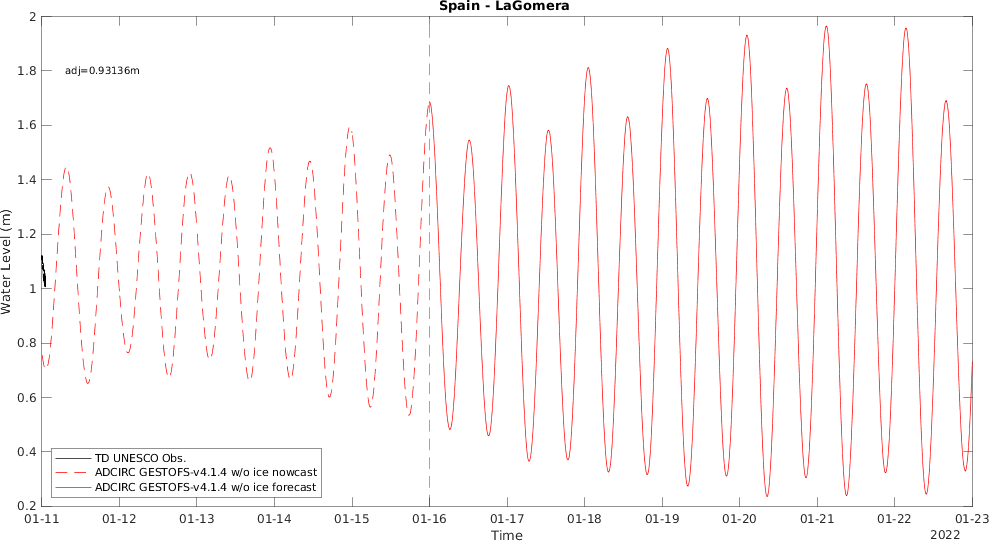 Spain - LaGomera
2
1.8
1.6
1.4
1.2
1
0.8
0.6
0.4
0.2
Water Level (m)
adj=0.93136m
TD UNESCO Obs.
ADCIRC GESTOFS-v4.1.4 w/o ice nowcast
ADCIRC GESTOFS-v4.1.4 w/o ice forecast
01-11 01-12 01-13 01-14 01-15 01-16 01-17 01-18 01-19 01-20 01-21 01-22 01-23
Time
2022